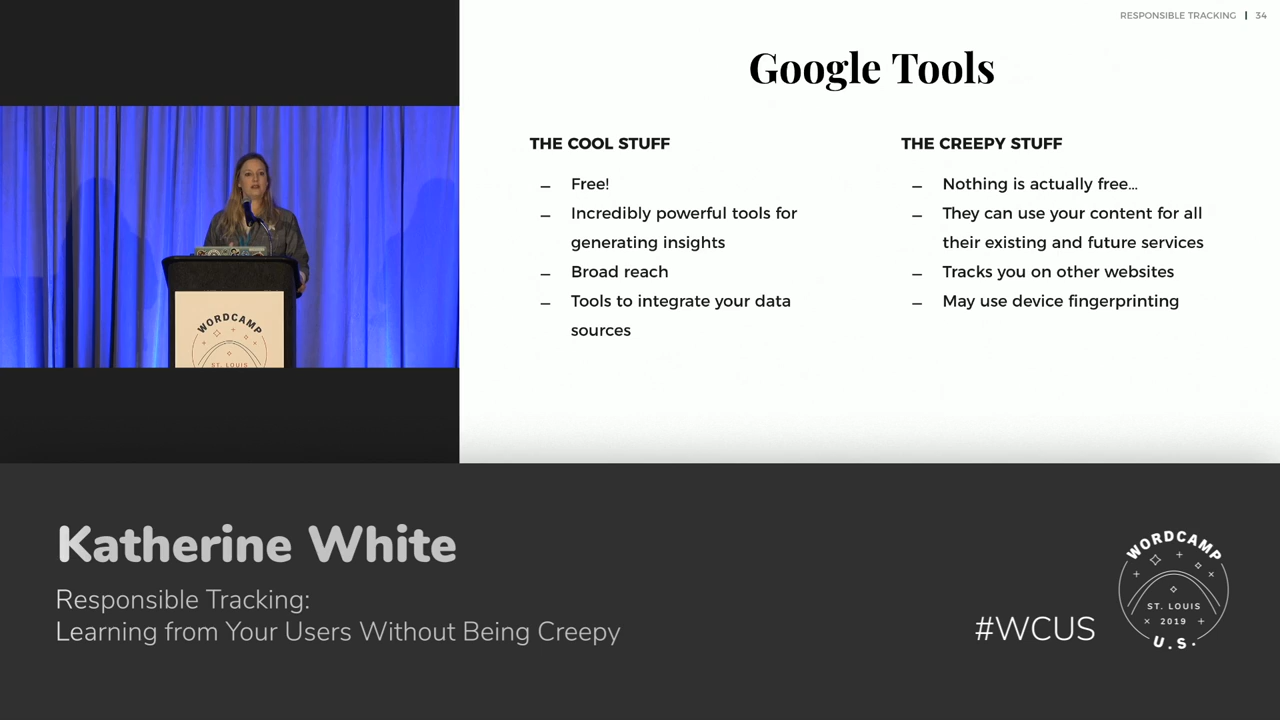 RESPONSIBLE TRACKING | 34
Google Tools
THE COOL STUFF
– Free!
– Incredibly powerful tools for
generating insights
– Broad reach
– Tools to integrate your data
sources
THE CREEPY STUFF
– Nothing is actually free...
– They can use your content for all
their existing and future services
– Tracks you on other websites
– May use device fingerprinting
WORDCAMP
ST. LOUIS
Katherine White
Responsible Tracking:
Learning from Your Users Without Being Creepy
#WCUS
WORDCAMP
ST. LOUIS
2019
U.S.